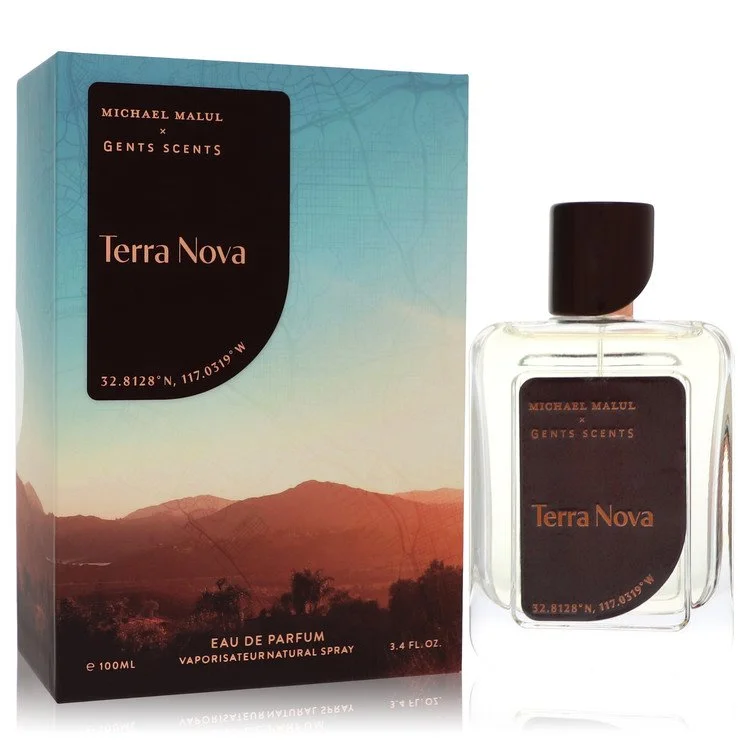 MICHAEL MALUL
×
GENTS SCENTS
Terra Nova
32.8128°N, 117.0319°W
EAU DE PARFUM
VAPORISATEUR NATURAL SPRAY
℮ 100ML
3.4 FL. OZ.
MICHAEL MALUL
×
GENTS SCENTS
Terra Nova
32.8128°N, 117.0319°W